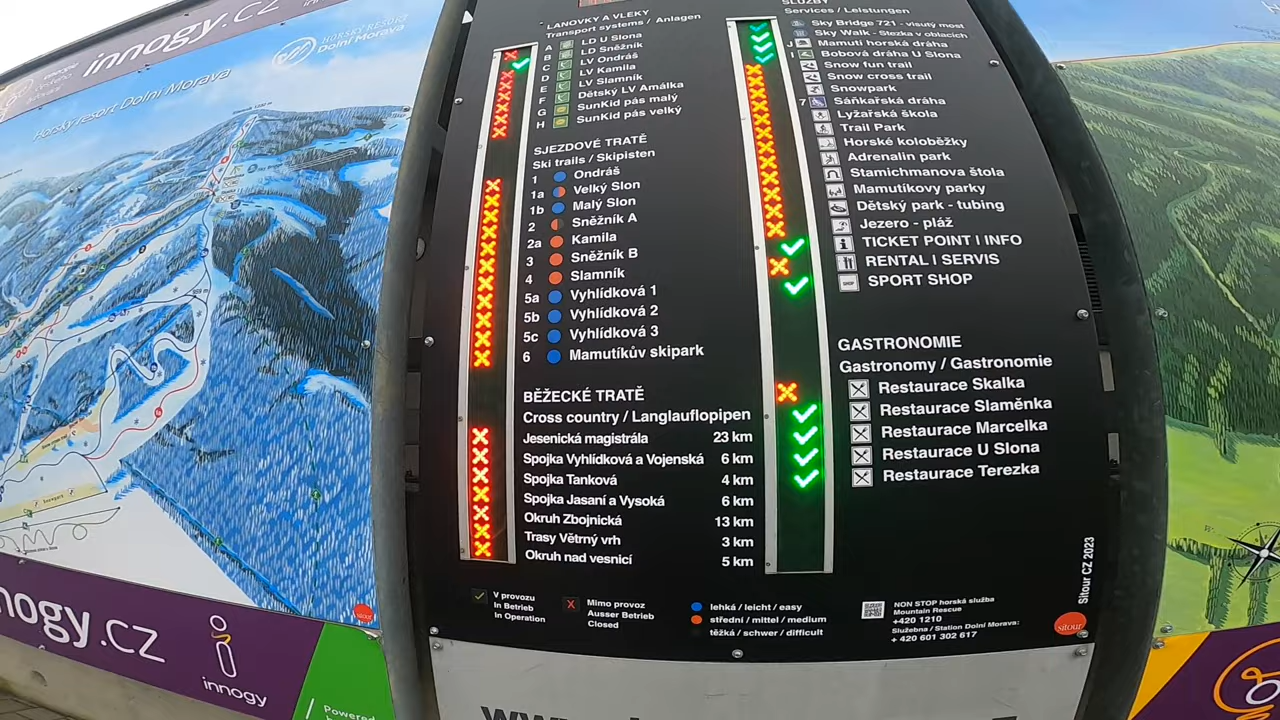 innogy.cz
HORSKÝ RESORT
Dolní Morava
Horský resort Dolní Morava
innogy.cz
innogy
Powered
LANOVKY A VLEKY
Transport systems / Anlagen
A LD U Slona
B LD Sněžník
C LV Ondráš
D LV Kamila
E LV Slamník
F Dětský LV Amálka
G SunKid pás malý
H SunKid pás velký
SJEZDOVÉ TRATĚ
Ski trails / Skipisten
1 Ondráš
1a Velký Slon
1b Malý Slon
2 Sněžník A
2a Kamila
3 Sněžník B
4 Slamník
5a Vyhlídková 1
5b Vyhlídková 2
5c Vyhlídková 3
6 Mamutíkův skipark
BĚŽECKÉ TRATĚ
Cross country / Langlauflopipen
Jesenická magistrála 23 km
Spojka Vyhlídková a Vojenská 6 km
Spojka Tanková 4 km
Spojka Jasaní a Vysoká 6 km
Okruh Zbojnická 13 km
Trasy Větrný vrh 3 km
Okruh nad vesnicí 5 km
V provozu
In Betrieb
In Operation
Mimo provoz
Ausser Betrieb
Closed
lehká / leicht / easy
střední / mittel / medium
těžká / schwer / difficult
SLUŽBY
Services / Leistungen
Sky Bridge 721 - visutý most
Sky Walk - Stezka v oblacích
J Mamutí horská dráha
I Bobová dráha U Slona
Snow fun trail
Snow cross trail
Snowpark
7 Sáňkařská dráha
Lyžařská škola
Trail Park
Horské koloběžky
Adrenalin park
Stamichmanova štola
Mamutíkovy parky
Dětský park - tubing
Jezero - pláž
TICKET POINT I INFO
RENTAL I SERVIS
SHOP SPORT SHOP
GASTRONOMIE
Gastronomy / Gastronomie
Restaurace Skalka
Restaurace Slaměnka
Restaurace Marcelka
Restaurace U Slona
Restaurace Terezka
NON STOP horská služba
Mountain Rescue
+420 1210
Služebna / Station Dolní Morava:
+ 420 601 302 617
sitour
Sitour CZ 2023